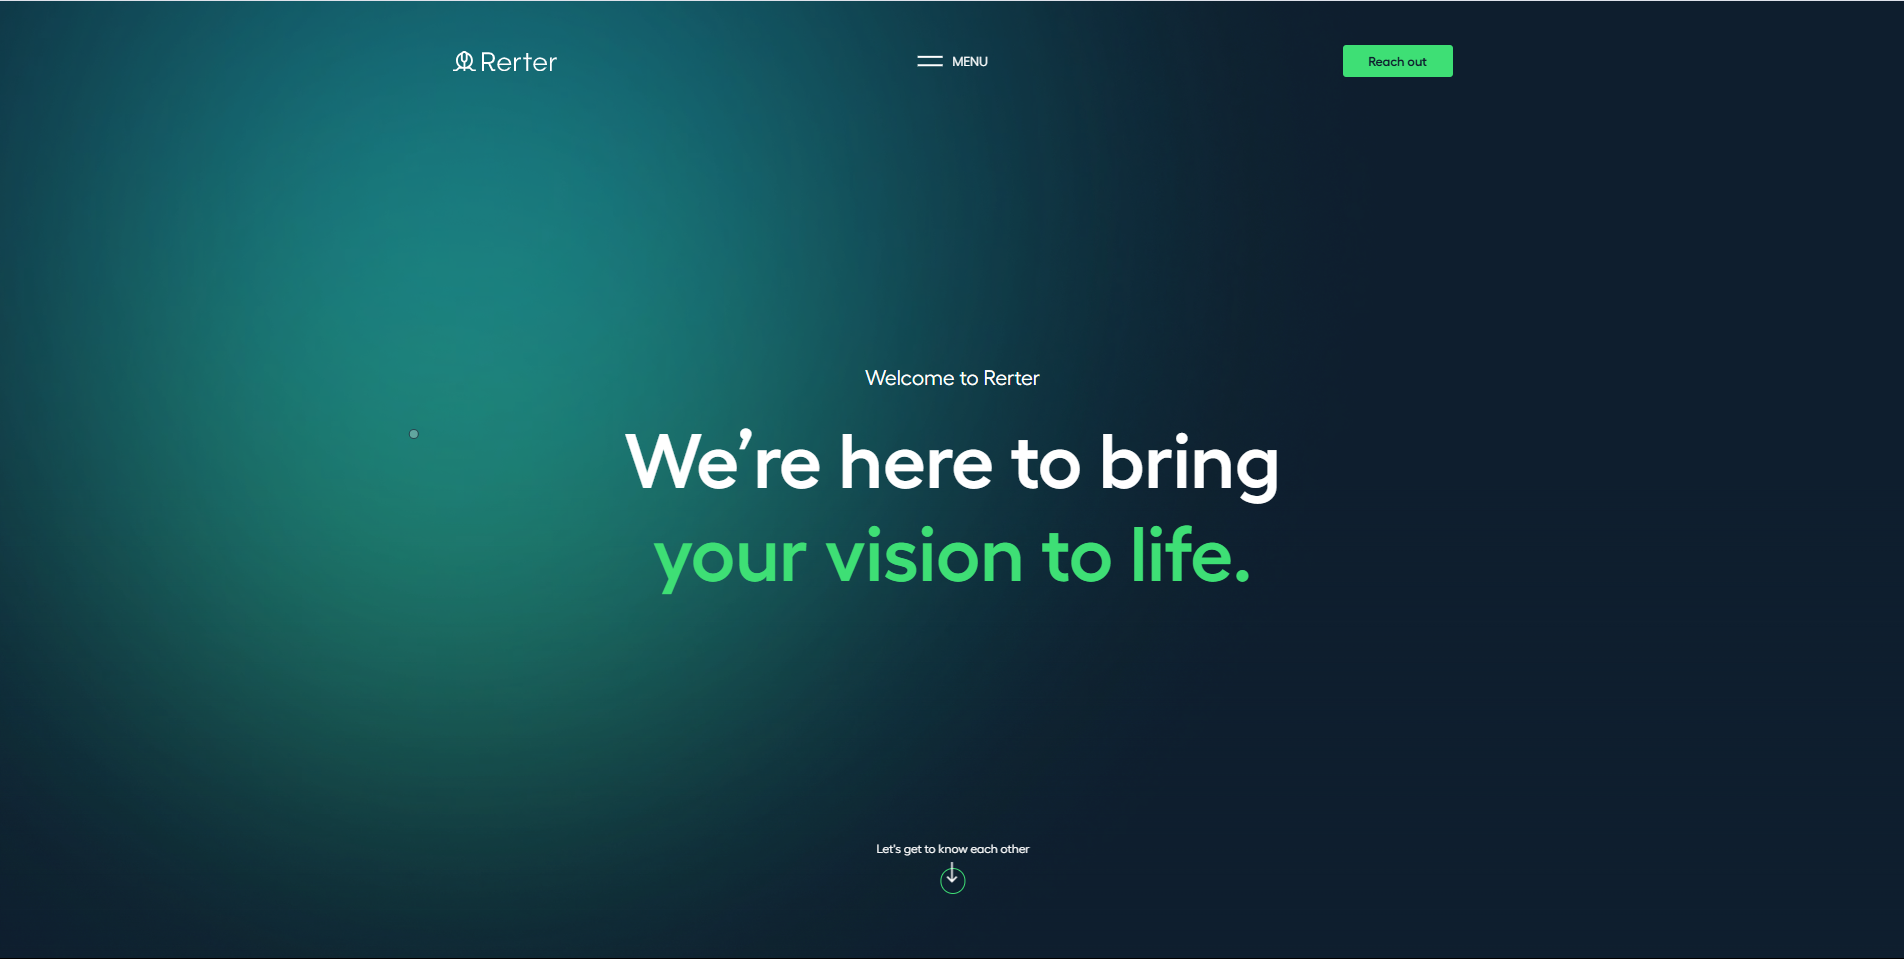 Rerter
MENU
Reach out
Welcome to Rerter
We’re here to bring
your vision to life.
Let's get to know each other